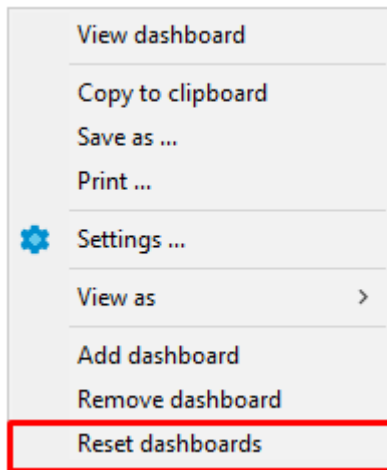 View dashboard
Copy to clipboard
Save as ...
Print ...
Settings ...
View as
Add dashboard
Remove dashboard
Reset dashboards